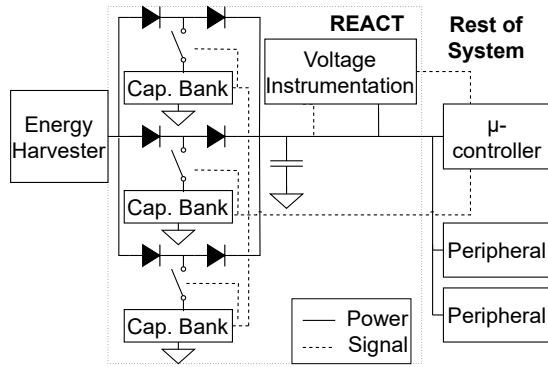 REACT
Rest of
System
Voltage
Instrumentation
Cap. Bank
Energy
Harvester
μ-
controller
Cap. Bank
Peripheral
Cap. Bank
Peripheral
Power
Signal